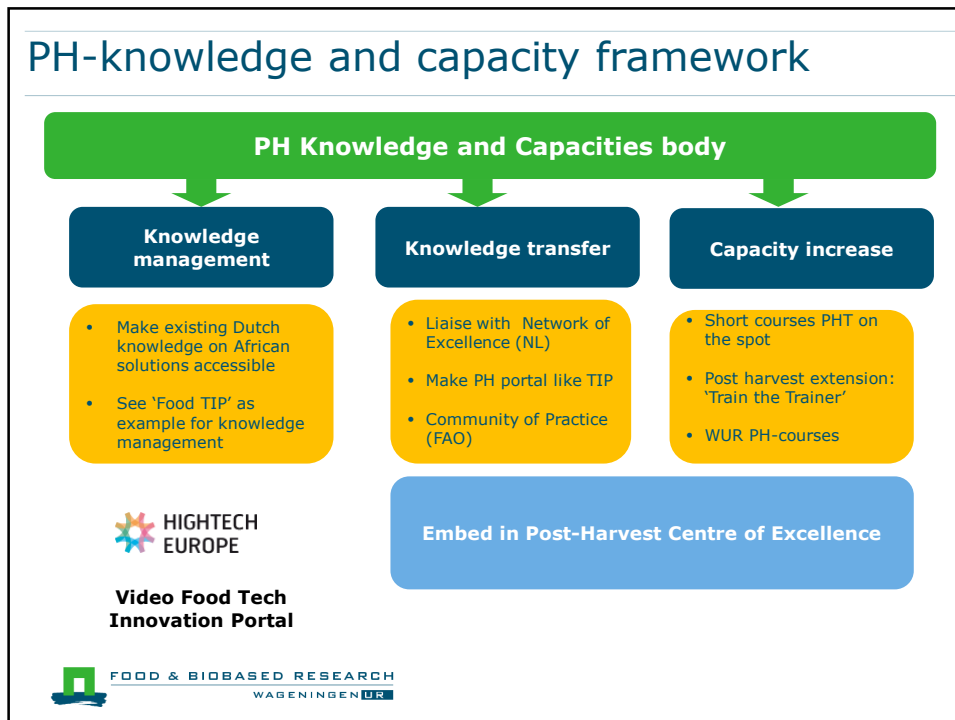 PH-knowledge and capacity framework
PH Knowledge and Capacities body
Knowledge
management
• Make existing Dutch
knowledge on African
solutions accessible
• See ‘Food TIP’ as
example for knowledge
management
Knowledge transfer
• Liaise with Network of
Excellence (NL)
• Make PH portal like TIP
• Community of Practice
(FAO)
Capacity increase
• Short courses PHT on
the spot
• Post harvest extension:
‘Train the Trainer’
• WUR PH-courses
Embed in Post-Harvest Centre of Excellence
HIGHTECH
EUROPE
Video Food Tech
Innovation Portal
FOOD & BIOBASED RESEARCH
WAGENINGEN UR